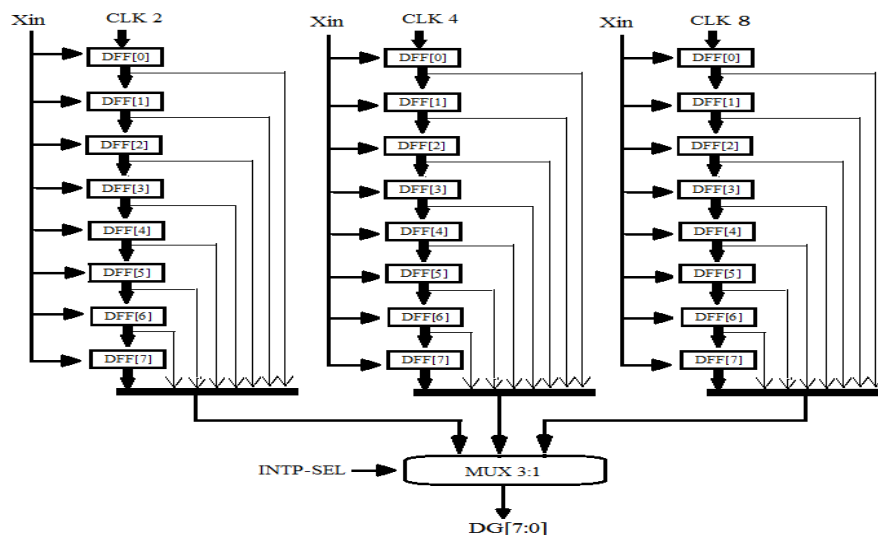 Xin CLK 2 Xin CLK 4 Xin CLK 8
DFF[0] DFF[0] DFF[0]
DFF[1] DFF[1] DFF[1]
DFF[2] DFF[2] DFF[2]
DFF[3] DFF[3] DFF[3]
DFF[4] DFF[4] DFF[4]
DFF[5] DFF[5] DFF[5]
DFF[6] DFF[6] DFF[6]
DFF[7] DFF[7] DFF[7]
INTP-SEL MUX 3:1
DG[7:0]